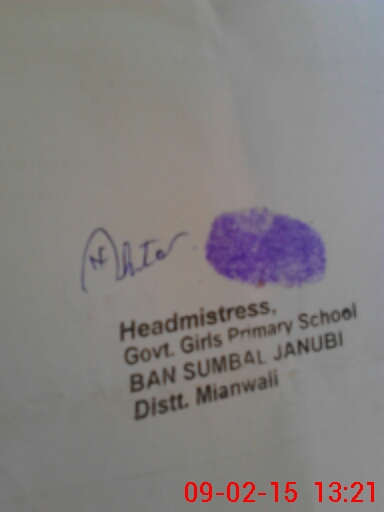 Headmistress,
Govt. Girls Primary School
BAN SUMBAL JANUBI
Distt. Mianwali
09-02-15 13:21